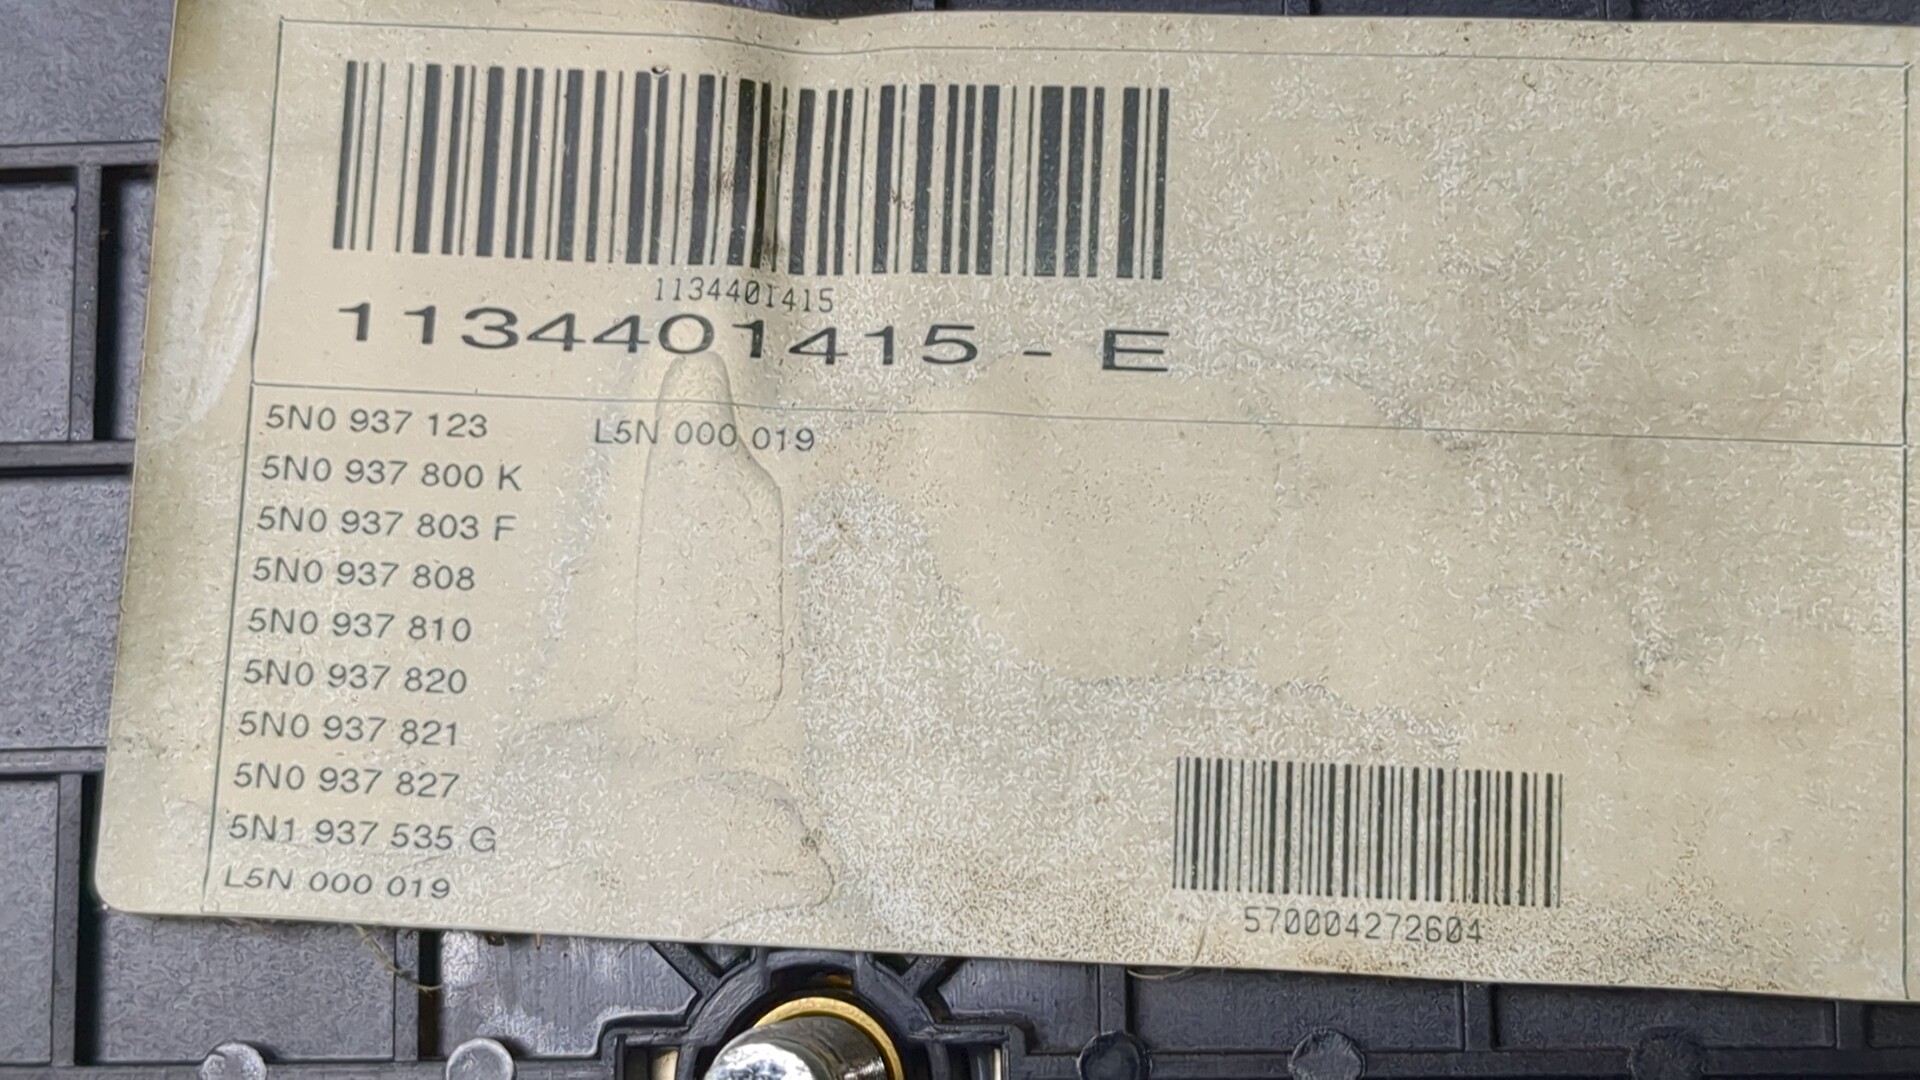 1134401415
1134401415 - E
5N0 937 123 L5N 000 019
5N0 937 800 K
5N0 937 803 F
5N0 937 808
5N0 937 810
5N0 937 820
5N0 937 821
5N0 937 827
5N1 937 535 G
L5N 000 019
570004272604